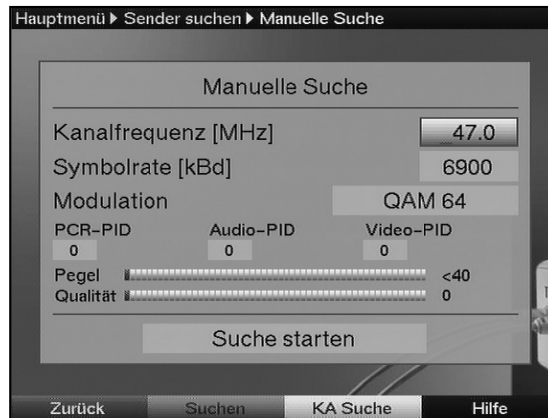 Hauptmenü ▶ Sender suchen ▶ Manuelle Suche
Manuelle Suche
Kanalfrequenz [MHz] _47.0
Symbolrate [kBd] 6900
Modulation QAM 64
PCR-PID Audio-PID Video-PID
0 0 0
Pegel <40
Qualität 0
Suche starten
Zurück Suchen KA Suche Hilfe